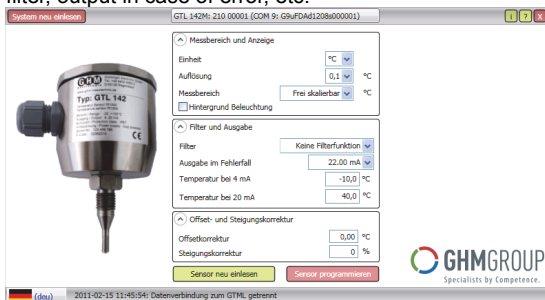 filter, output in case of error, etc.
System neu einlesen
GTL 142M: 210 00001 (COM 9: G9uFDAd1208s000001)
i ? X
Messbereich und Anzeige
Einheit °C
Auflösung 0,1 °C
Messbereich Frei skalierbar °C
Hintergrund Beleuchtung
Filter und Ausgabe
Filter Keine Filterfunktion
Ausgabe im Fehlerfall 22.00 mA
Temperatur bei 4 mA -10,0 °C
Temperatur bei 20 mA 40,0 °C
Offset- und Steigungskorrektur
Offsetkorrektur 0,00 °C
Steigungskorrektur 0 %
Sensor neu einlesen
Sensor programmieren
GHM
Typ: GTL 142
CE
GHMGROUP
Specialists by Competence.
(deu) 2011-02-15 11:45:54: Datenverbindung zum GTML getrennt